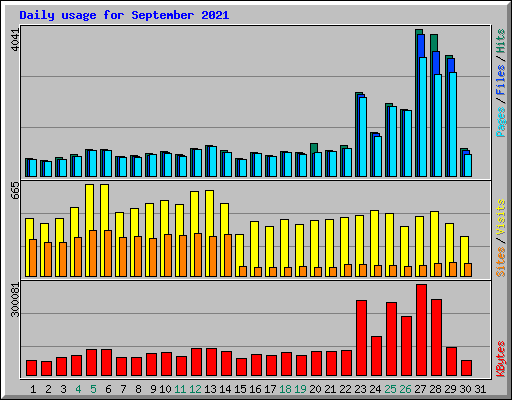 Daily usage for September 2021
4041
Pages / Files / Hits
665
Sites / Visits
300081
KBytes
1 2 3 4 5 6 7 8 9 10 11 12 13 14 15 16 17 18 19 20 21 22 23 24 25 26 27 28 29 30 31